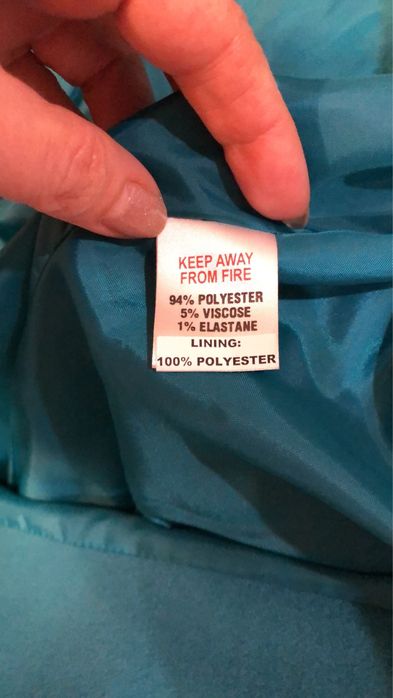 KEEP AWAY
FROM FIRE
94% POLYESTER
5% VISCOSE
1% ELASTANE
LINING:
100% POLYESTER